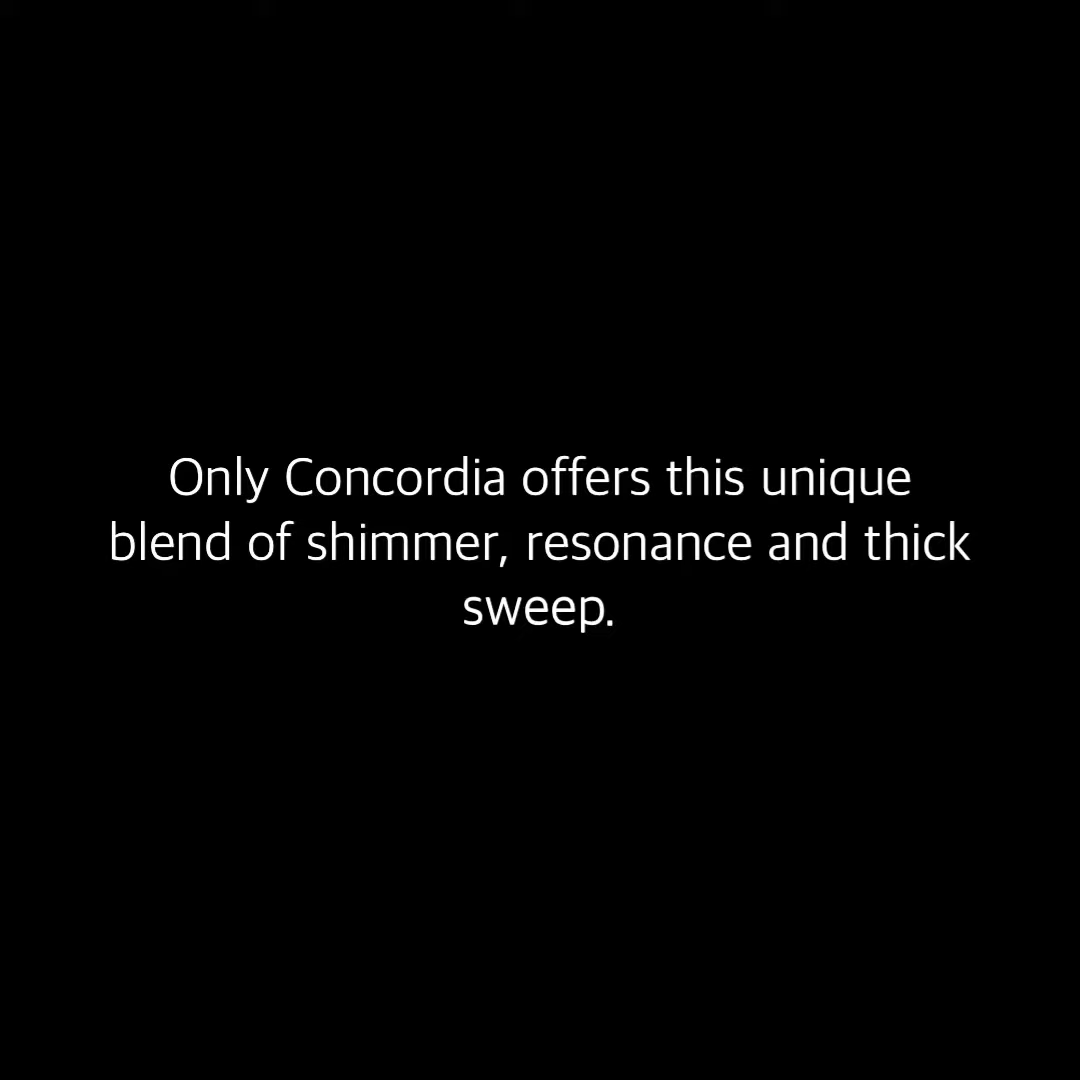 Only Concordia offers this unique
blend of shimmer, resonance and thick
sweep.